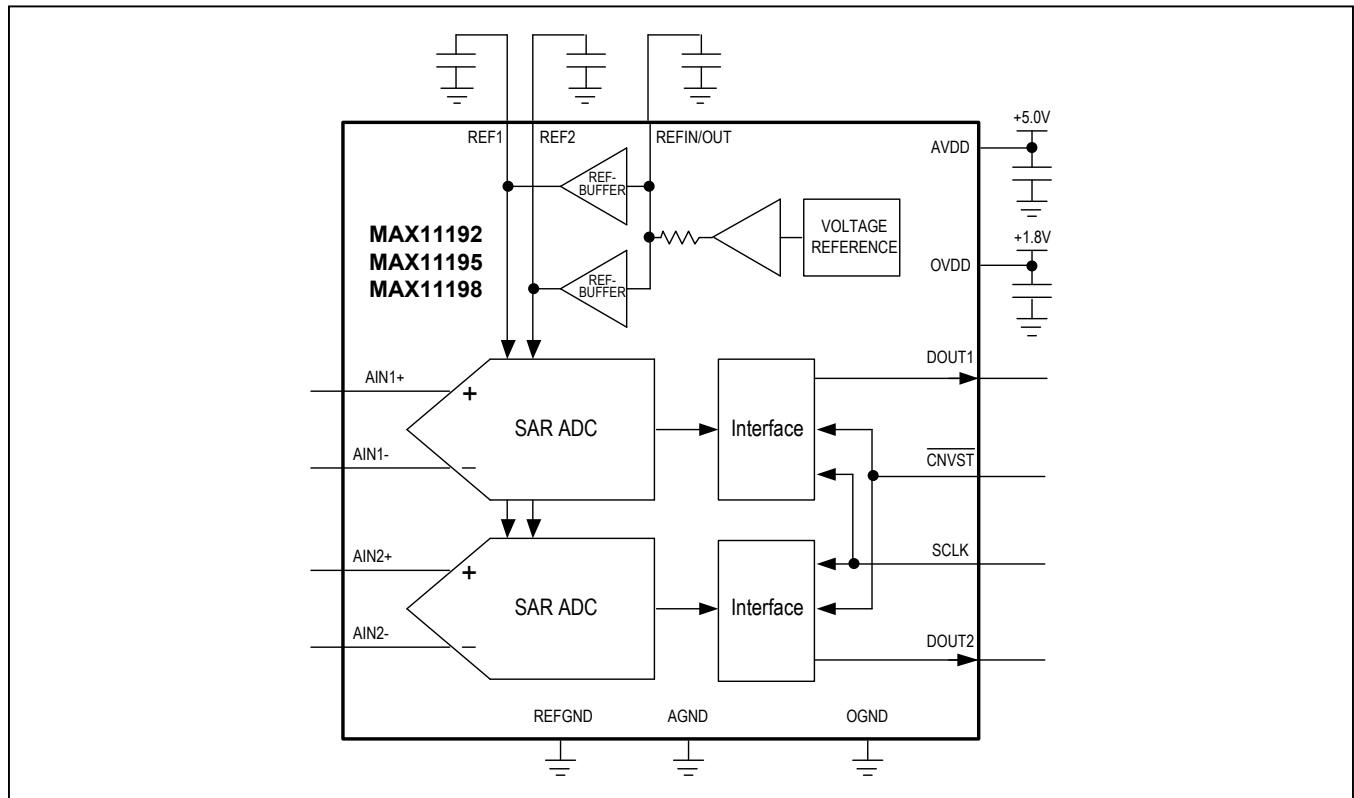 +5.0V
REF1
REF2
REFIN/OUT
AVDD
REF-
BUFFER
MAX11192
MAX11195
MAX11198
VOLTAGE
REFERENCE
+1.8V
OVDD
REF-
BUFFER
DOUT1
AIN1+
+
SAR ADC
Interface
AIN1-
−
CNVST
AIN2+
+
SCLK
SAR ADC
Interface
AIN2-
−
DOUT2
REFGND
AGND
OGND